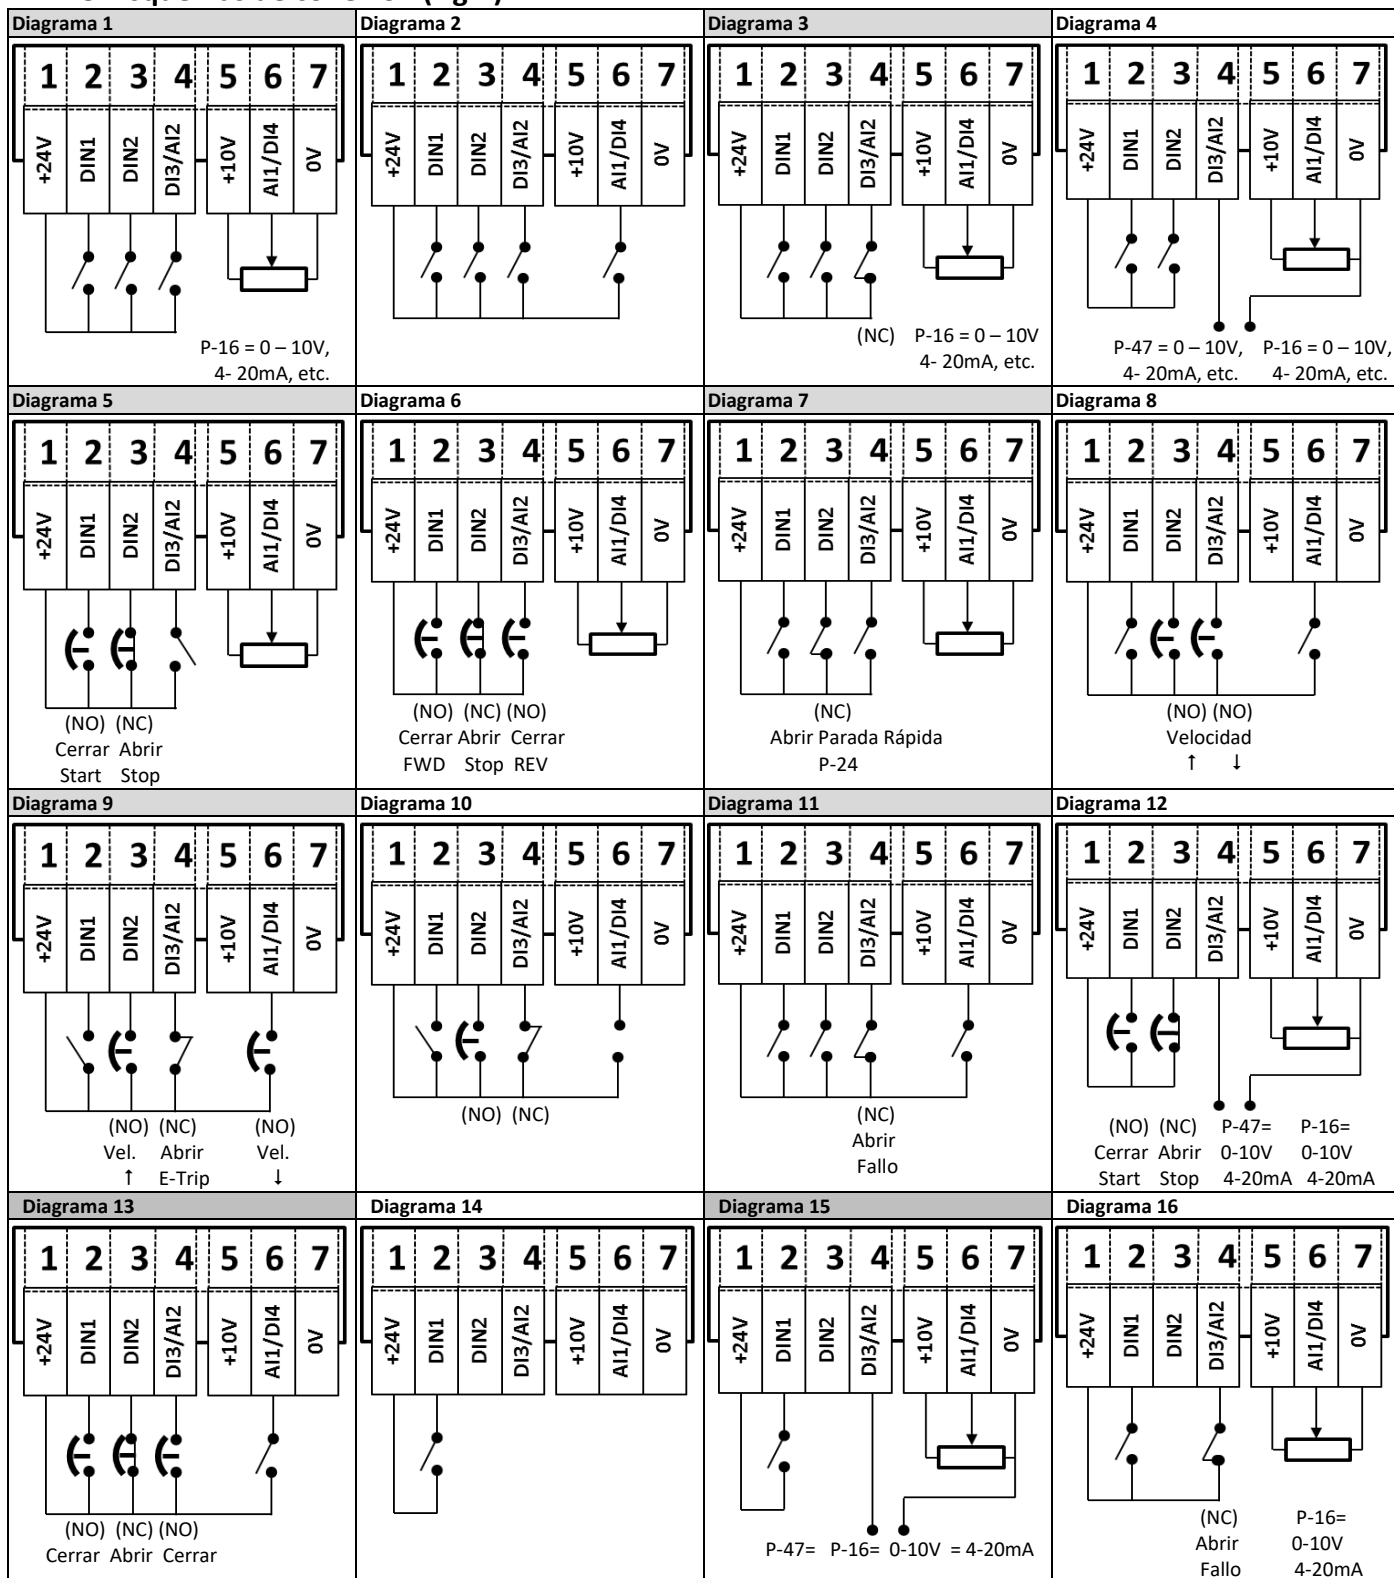 Diagrama 1
1 2 3 4 5 6 7
+24V DIN1 DIN2 DI3/AI2 +10V AI1/DI4 0V
P-16 = 0 – 10V,
4- 20mA, etc.
Diagrama 2
1 2 3 4 5 6 7
+24V DIN1 DIN2 DI3/AI2 +10V AI1/DI4 0V
Diagrama 3
1 2 3 4 5 6 7
+24V DIN1 DIN2 DI3/AI2 +10V AI1/DI4 0V
(NC) P-16 = 0 – 10V
4- 20mA, etc.
Diagrama 4
1 2 3 4 5 6 7
+24V DIN1 DIN2 DI3/AI2 +10V AI1/DI4 0V
P-47 = 0 – 10V, P-16 = 0 – 10V,
4- 20mA, etc. 4- 20mA, etc.
Diagrama 5
1 2 3 4 5 6 7
+24V DIN1 DIN2 DI3/AI2 +10V AI1/DI4 0V
(NO) (NC)
Cerrar Abrir
Start Stop
Diagrama 6
1 2 3 4 5 6 7
+24V DIN1 DIN2 DI3/AI2 +10V AI1/DI4 0V
(NO) (NC) (NO)
Cerrar Abrir Cerrar
FWD Stop REV
Diagrama 7
1 2 3 4 5 6 7
+24V DIN1 DIN2 DI3/AI2 +10V AI1/DI4 0V
(NC)
Abrir Parada Rápida
P-24
Diagrama 8
1 2 3 4 5 6 7
+24V DIN1 DIN2 DI3/AI2 +10V AI1/DI4 0V
(NO) (NO)
Velocidad
↑ ↓
Diagrama 9
1 2 3 4 5 6 7
+24V DIN1 DIN2 DI3/AI2 +10V AI1/DI4 0V
(NO) (NC) (NO)
Vel. Abrir Vel.
↑ E-Trip ↓
Diagrama 10
1 2 3 4 5 6 7
+24V DIN1 DIN2 DI3/AI2 +10V AI1/DI4 0V
(NO) (NC)
Diagrama 11
1 2 3 4 5 6 7
+24V DIN1 DIN2 DI3/AI2 +10V AI1/DI4 0V
(NC)
Abrir
Fallo
Diagrama 12
1 2 3 4 5 6 7
+24V DIN1 DIN2 DI3/AI2 +10V AI1/DI4 0V
(NO) (NC) P-47= P-16=
Cerrar Abrir 0-10V 0-10V
Start Stop 4-20mA 4-20mA
Diagrama 13
1 2 3 4 5 6 7
+24V DIN1 DIN2 DI3/AI2 +10V AI1/DI4 0V
(NO) (NC) (NO)
Cerrar Abrir Cerrar
Diagrama 14
1 2 3 4 5 6 7
+24V DIN1 DIN2 DI3/AI2 +10V AI1/DI4 0V
Diagrama 15
1 2 3 4 5 6 7
+24V DIN1 DIN2 DI3/AI2 +10V AI1/DI4 0V
P-47= P-16= 0-10V = 4-20mA
Diagrama 16
1 2 3 4 5 6 7
+24V DIN1 DIN2 DI3/AI2 +10V AI1/DI4 0V
(NC) P-16=
Abrir 0-10V
Fallo 4-20mA